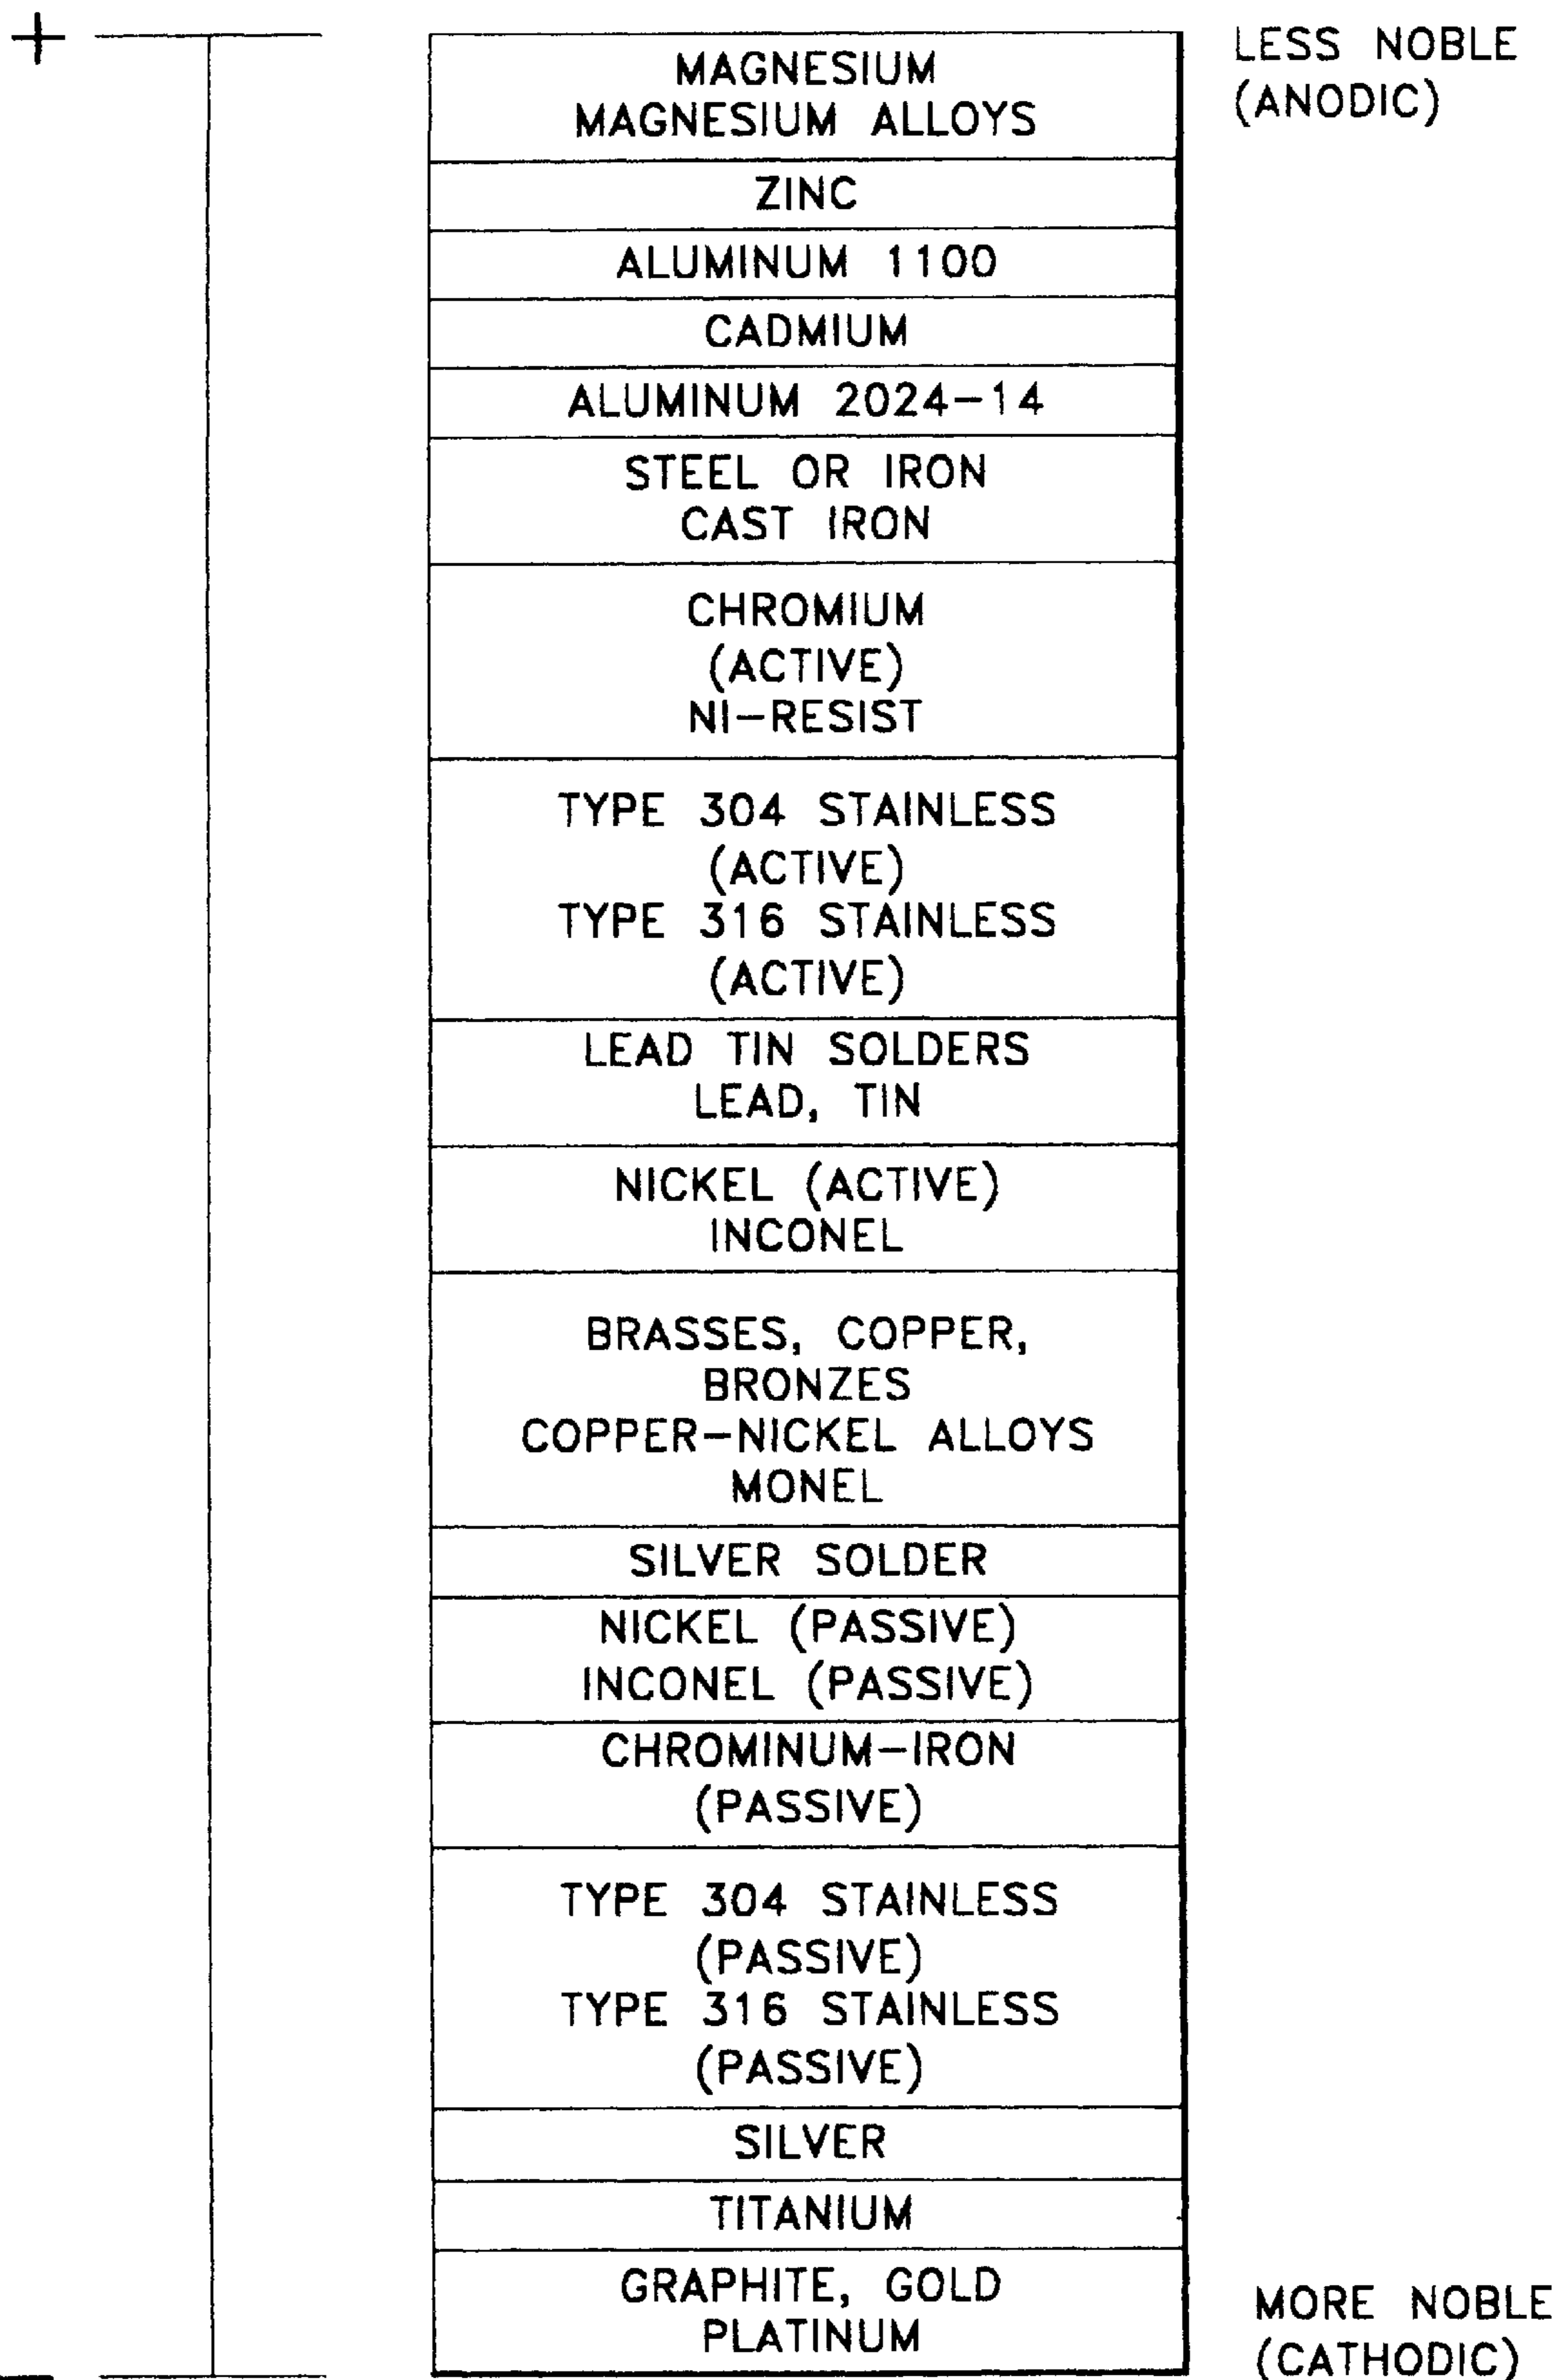 +
LESS NOBLE
(ANODIC)
MAGNESIUM
MAGNESIUM ALLOYS
ZINC
ALUMINUM 1100
CADMIUM
ALUMINUM 2024-14
STEEL OR IRON
CAST IRON
CHROMIUM
(ACTIVE)
NI-RESIST
TYPE 304 STAINLESS
(ACTIVE)
TYPE 316 STAINLESS
(ACTIVE)
LEAD TIN SOLDERS
LEAD, TIN
NICKEL (ACTIVE)
INCONEL
BRASSES, COPPER,
BRONZES
COPPER-NICKEL ALLOYS
MONEL
SILVER SOLDER
NICKEL (PASSIVE)
INCONEL (PASSIVE)
CHROMINUM-IRON
(PASSIVE)
TYPE 304 STAINLESS
(PASSIVE)
TYPE 316 STAINLESS
(PASSIVE)
SILVER
TITANIUM
GRAPHITE, GOLD
PLATINUM
MORE NOBLE
(CATHODIC)
-